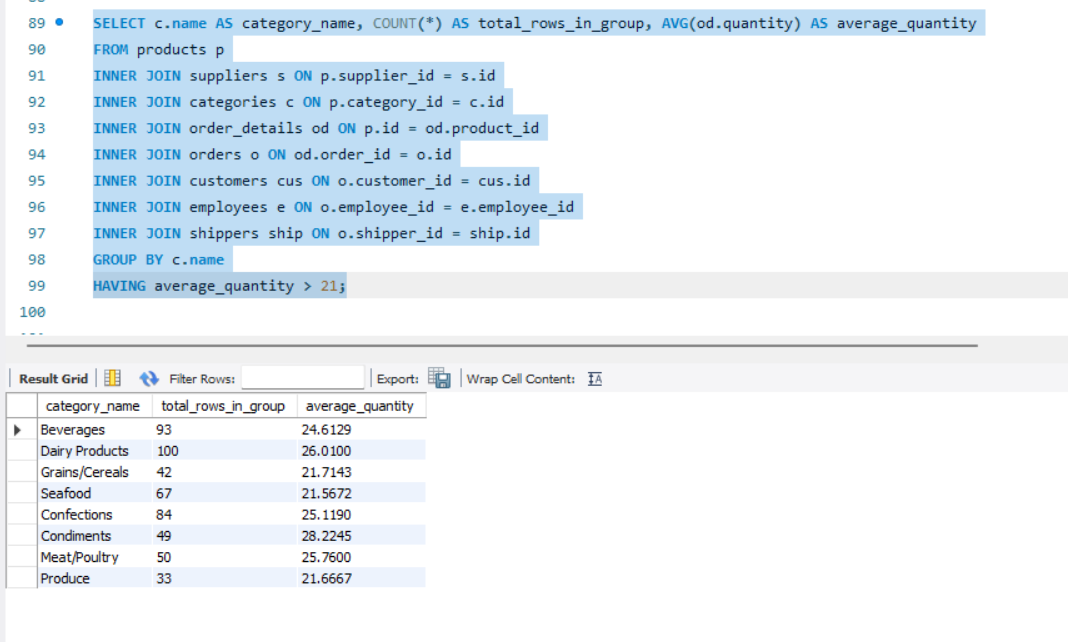 89 SELECT c.name AS category_name, COUNT(*) AS total_rows_in_group, AVG(od.quantity) AS average_quantity
90 FROM products p
91 INNER JOIN suppliers s ON p.supplier_id = s.id
92 INNER JOIN categories c ON p.category_id = c.id
93 INNER JOIN order_details od ON p.id = od.product_id
94 INNER JOIN orders o ON od.order_id = o.id
95 INNER JOIN customers cus ON o.customer_id = cus.id
96 INNER JOIN employees e ON o.employee_id = e.employee_id
97 INNER JOIN shippers ship ON o.shipper_id = ship.id
98 GROUP BY c.name
99 HAVING average_quantity > 21;
100
Result Grid Filter Rows: Export: Wrap Cell Content:
category_name total_rows_in_group average_quantity
Beverages 93 24.6129
Dairy Products 100 26.0100
Grains/Cereals 42 21.7143
Seafood 67 21.5672
Confections 84 25.1190
Condiments 49 28.2245
Meat/Poultry 50 25.7600
Produce 33 21.6667